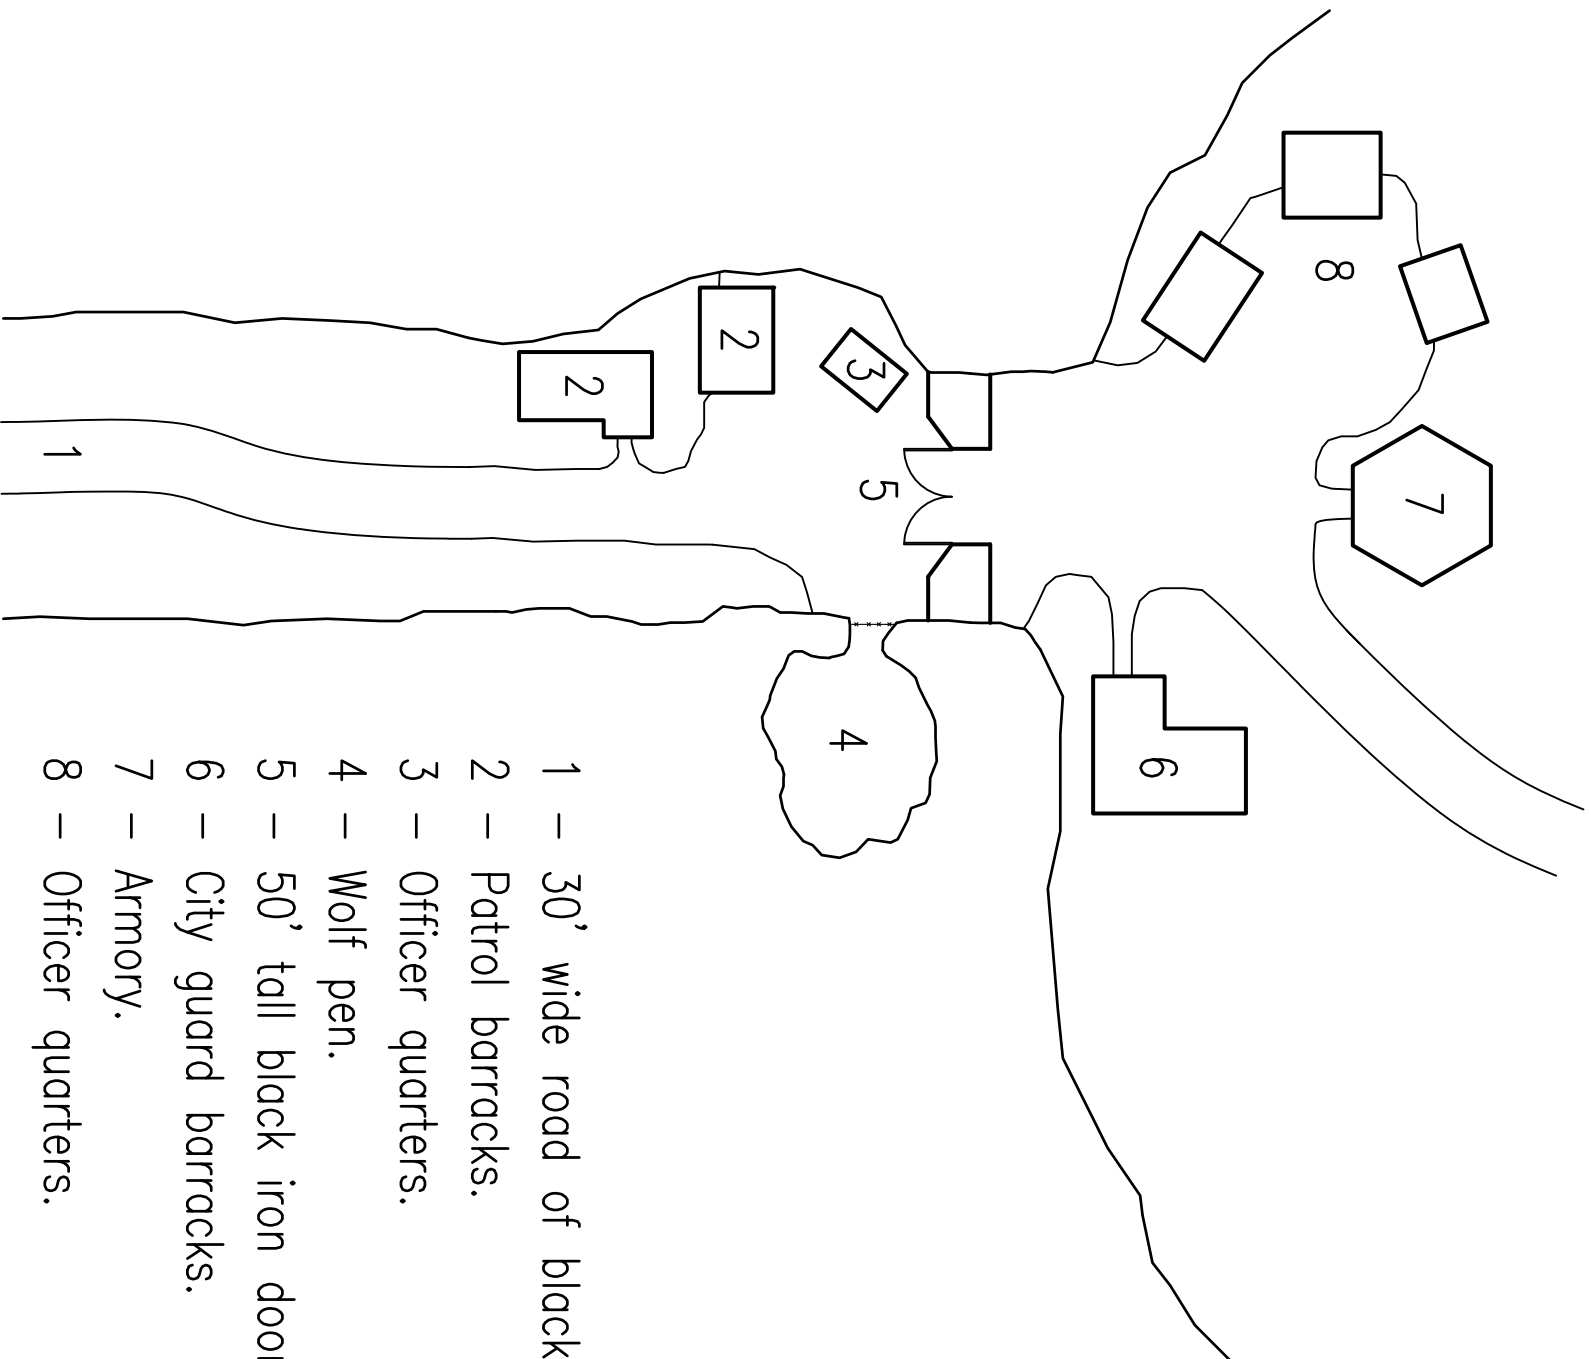 8
7
2
3
2
5
1
6
4
1 - 30' wide road of black
2 - Patrol barracks.
3 - Officer quarters.
4 - Wolf pen.
5 - 50' tall black iron
6 - City guard barracks.
7 - Armory.
8 - Officer quarters.